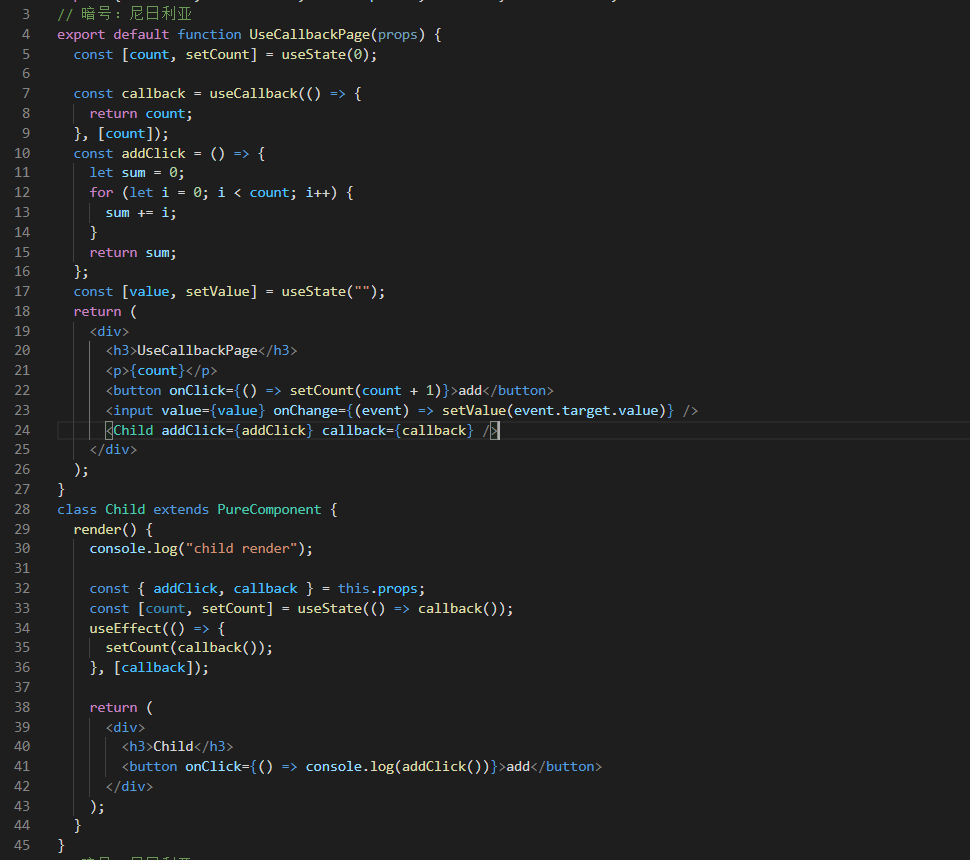 3 // 暗号：尼日利亚
4 export default function UseCallbackPage(props) {
5 const [count, setCount] = useState(0);
6
7 const callback = useCallback(() => {
8 return count;
9 }, [count]);
10 const addClick = () => {
11 let sum = 0;
12 for (let i = 0; i < count; i++) {
13 sum += i;
14 }
15 return sum;
16 };
17 const [value, setValue] = useState("");
18 return (
19 <div>
20 <h3>UseCallbackPage</h3>
21 <p>{count}</p>
22 <button onClick={() => setCount(count + 1)}>add</button>
23 <input value={value} onChange={(event) => setValue(event.target.value)} />
24 <Child addClick={addClick} callback={callback} />
25 </div>
26 );
27 }
28 class Child extends PureComponent {
29 render() {
30 console.log("child render");
31
32 const { addClick, callback } = this.props;
33 const [count, setCount] = useState(() => callback());
34 useEffect(() => {
35 setCount(callback());
36 }, [callback]);
37
38 return (
39 <div>
40 <h3>Child</h3>
41 <button onClick={() => console.log(addClick())}>add</button>
42 </div>
43 );
44 }
45 }